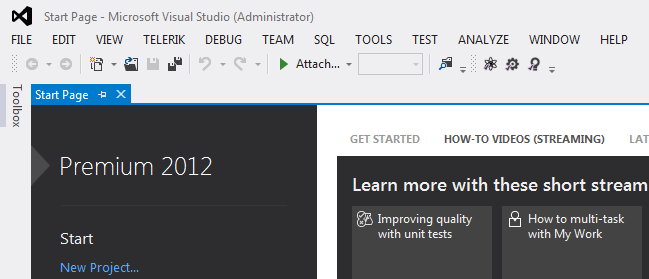 Start Page - Microsoft Visual Studio (Administrator)
FILE EDIT VIEW TELERIK DEBUG TEAM SQL TOOLS TEST ANALYZE WINDOW HELP
Attach...
Toolbox
Start Page
GET STARTED HOW-TO VIDEOS (STREAMING) LAT
Premium 2012
Learn more with these short stream
Improving quality
with unit tests
How to multi-task
with My Work
Start
New Project...